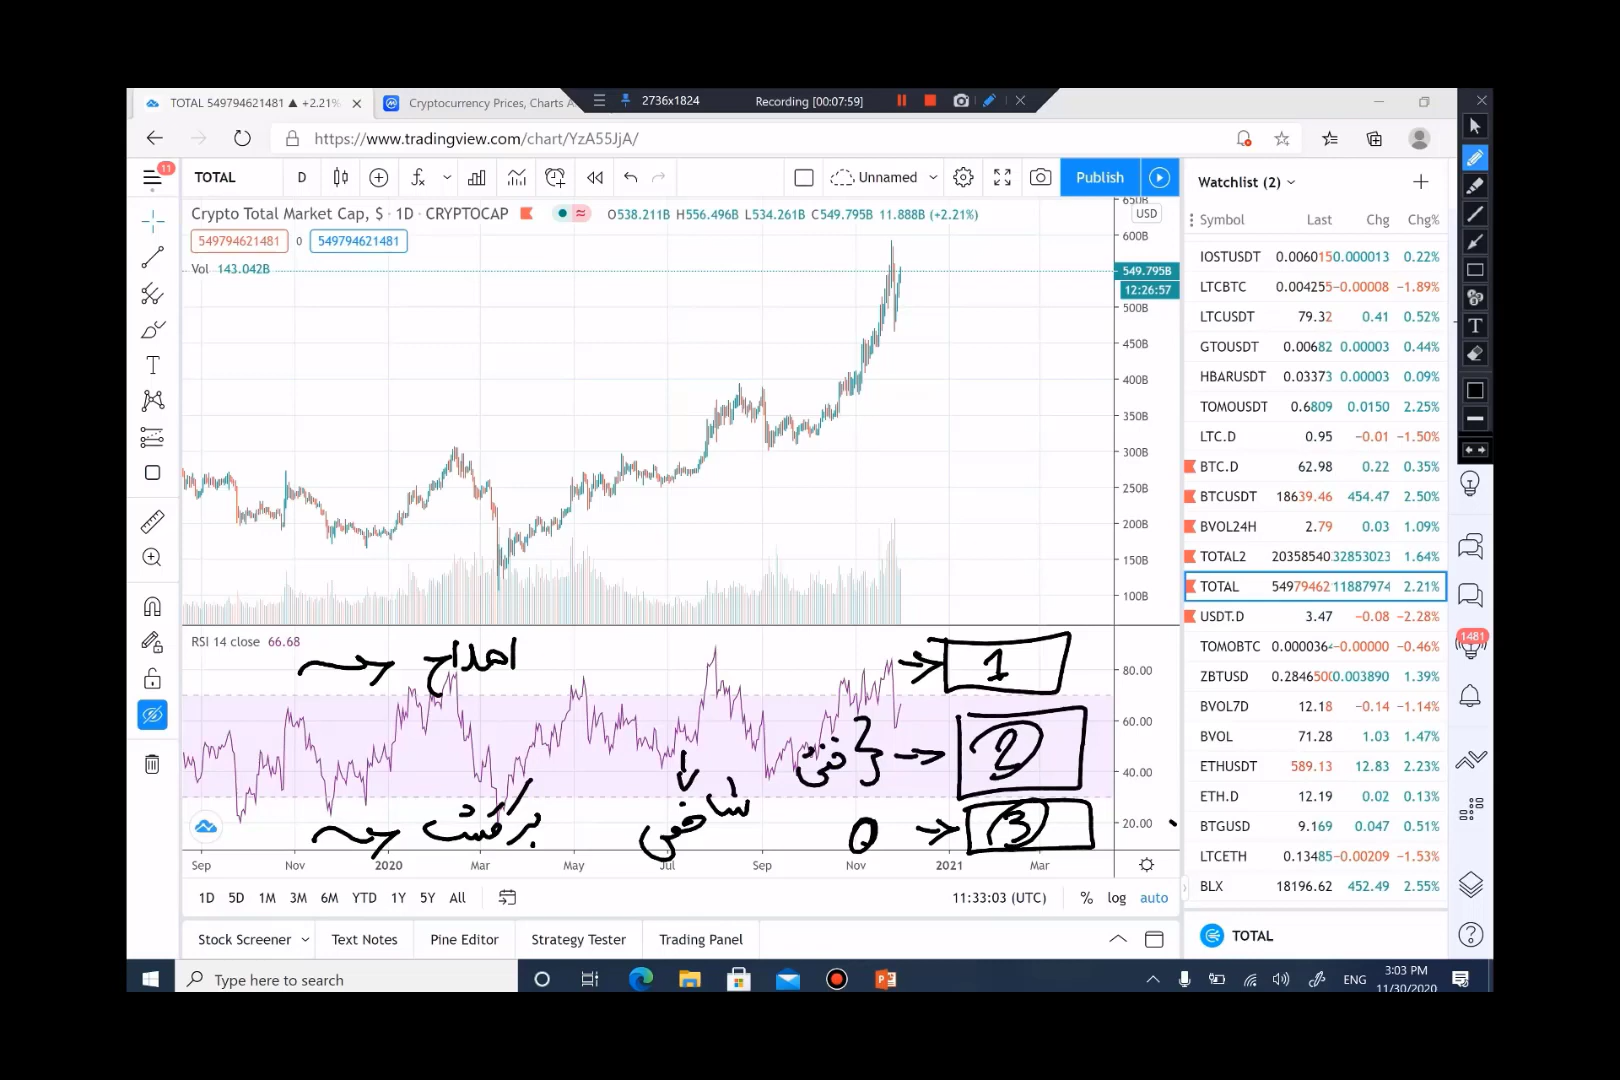 TOTAL 549794621481 ▲ +2.21%
Cryptocurrency Prices, Charts A
2736x1824
Recording [00:07:59]
https://www.tradingview.com/chart/YzA55JjA/
11
TOTAL
D
Unnamed
Publish
Crypto Total Market Cap, $ · 1D · CRYPTOCAP
O538.211B H556.496B L534.261B C549.795B 11.888B (+2.21%)
549794621481 0 549794621481
Vol 143.042B
USD
650B
600B
549.795B
12:26:57
500B
450B
400B
350B
300B
250B
200B
150B
100B
RSI 14 close 66.68
80.00
60.00
40.00
20.00
اصلاح
1
خنثی
2
شاخص
برگشت
3
Sep Nov 2020 Mar May Jul Sep Nov 2021 Mar
1D 5D 1M 3M 6M YTD 1Y 5Y All
11:33:03 (UTC) % log auto
Stock Screener Text Notes Pine Editor Strategy Tester Trading Panel
Watchlist (2)
Symbol Last Chg Chg%
IOSTUSDT 0.0060150.000013 0.22%
LTCBTC 0.004255-0.00008 −1.89%
LTCUSDT 79.32 0.41 0.52%
GTOUSDT 0.00682 0.00003 0.44%
HBARUSDT 0.03373 0.00003 0.09%
TOMOUSDT 0.6809 0.0150 2.25%
LTC.D 0.95 −0.01 −1.50%
BTC.D 62.98 0.22 0.35%
BTCUSDT 18639.46 454.47 2.50%
BVOL24H 2.79 0.03 1.09%
TOTAL2 20358540 32853023 1.64%
TOTAL 54979462 11887974 2.21%
USDT.D 3.47 −0.08 −2.28%
TOMOBTC 0.000036 −0.00000 −0.46%
ZBTUSD 0.2846500 0.003890 1.39%
BVOL7D 12.18 −0.14 −1.14%
BVOL 71.28 1.03 1.47%
ETHUSDT 589.13 12.83 2.23%
ETH.D 12.19 0.02 0.13%
BTGUSD 9.169 0.047 0.51%
LTCETH 0.13485−0.00209 −1.53%
BLX 18196.62 452.49 2.55%
TOTAL
1481
Type here to search
ENG
3:03 PM
11/30/2020